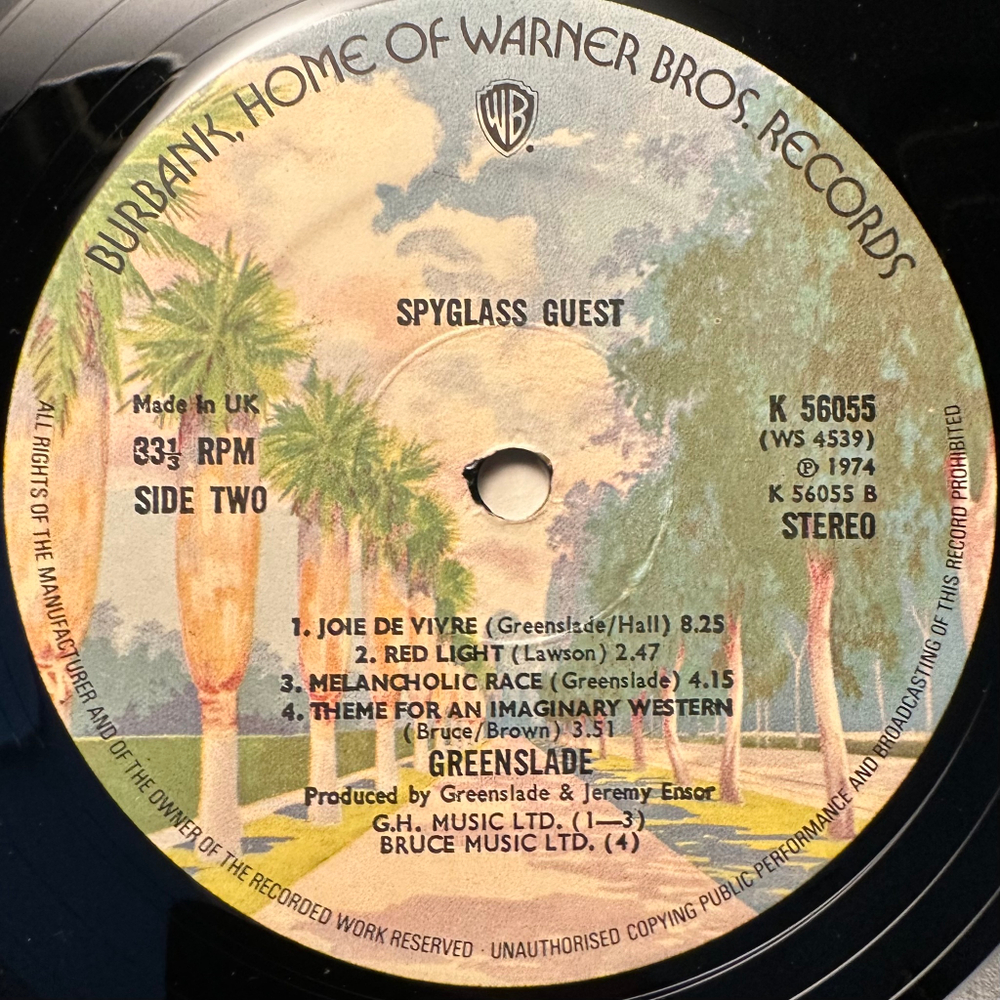 BURBANK, HOME OF WARNER BROS. RECORDS
WB
SPYGLASS GUEST
Made in UK
33⅓ RPM
SIDE TWO
K 56055
(WS 4539)
Ⓟ 1974
K 56055 B
STEREO
1. JOIE DE VIVRE (Greenslade/Hall) 8.25
2. RED LIGHT (Lawson) 2.47
3. MELANCHOLIC RACE (Greenslade) 4.15
4. THEME FOR AN IMAGINARY WESTERN
(Bruce/Brown) 3.51
GREENSLADE
Produced by Greenslade & Jeremy Ensor
G.H. MUSIC LTD. (1—3)
BRUCE MUSIC LTD. (4)
ALL RIGHTS OF THE MANUFACTURER AND OF THE OWNER OF THE RECORDED WORK RESERVED · UNAUTHORISED COPYING PUBLIC PERFORMANCE AND BROADCASTING OF THIS RECORD PROHIBITED